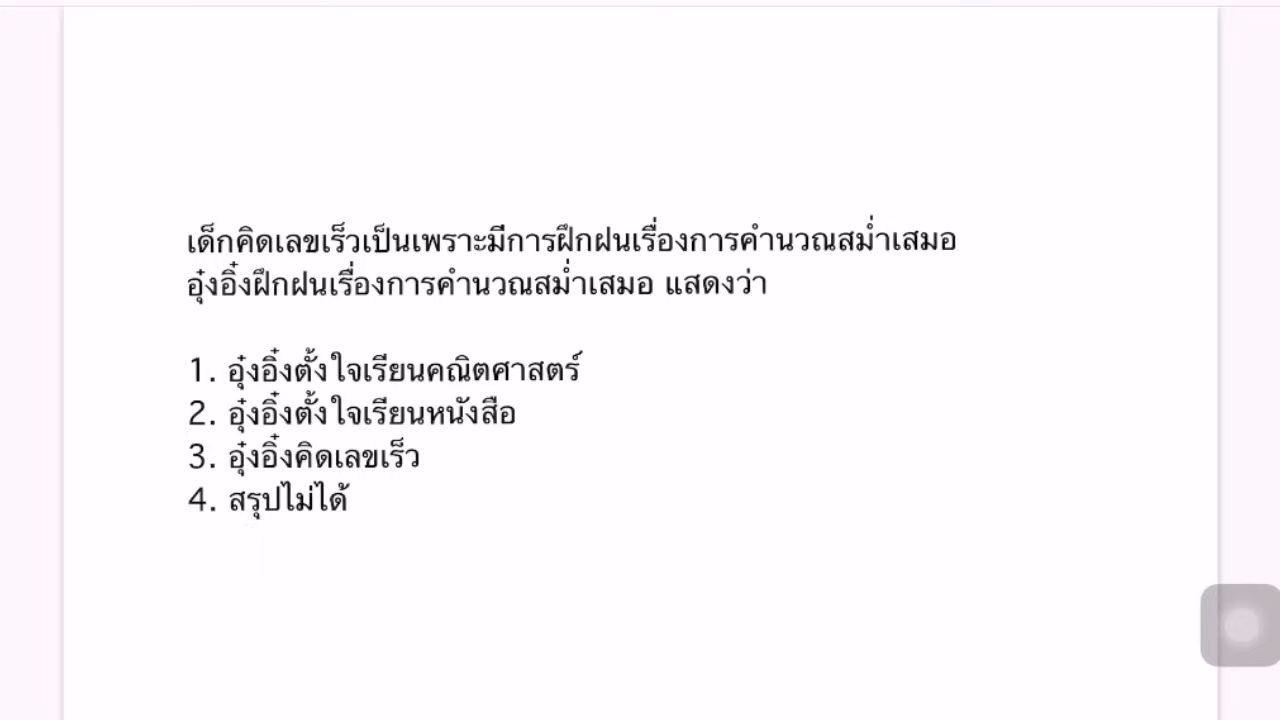 เด็กคิดเลขเร็วเป็นเพราะมีการฝึกฝนเรื่องการคำนวณสม่ำเสมอ
อุ๋งอิ๋งฝึกฝนเรื่องการคำนวณสม่ำเสมอ แสดงว่า
1. อุ๋งอิ๋งตั้งใจเรียนคณิตศาสตร์
2. อุ๋งอิ๋งตั้งใจเรียนหนังสือ
3. อุ๋งอิ๋งคิดเลขเร็ว
4. สรุปไม่ได้